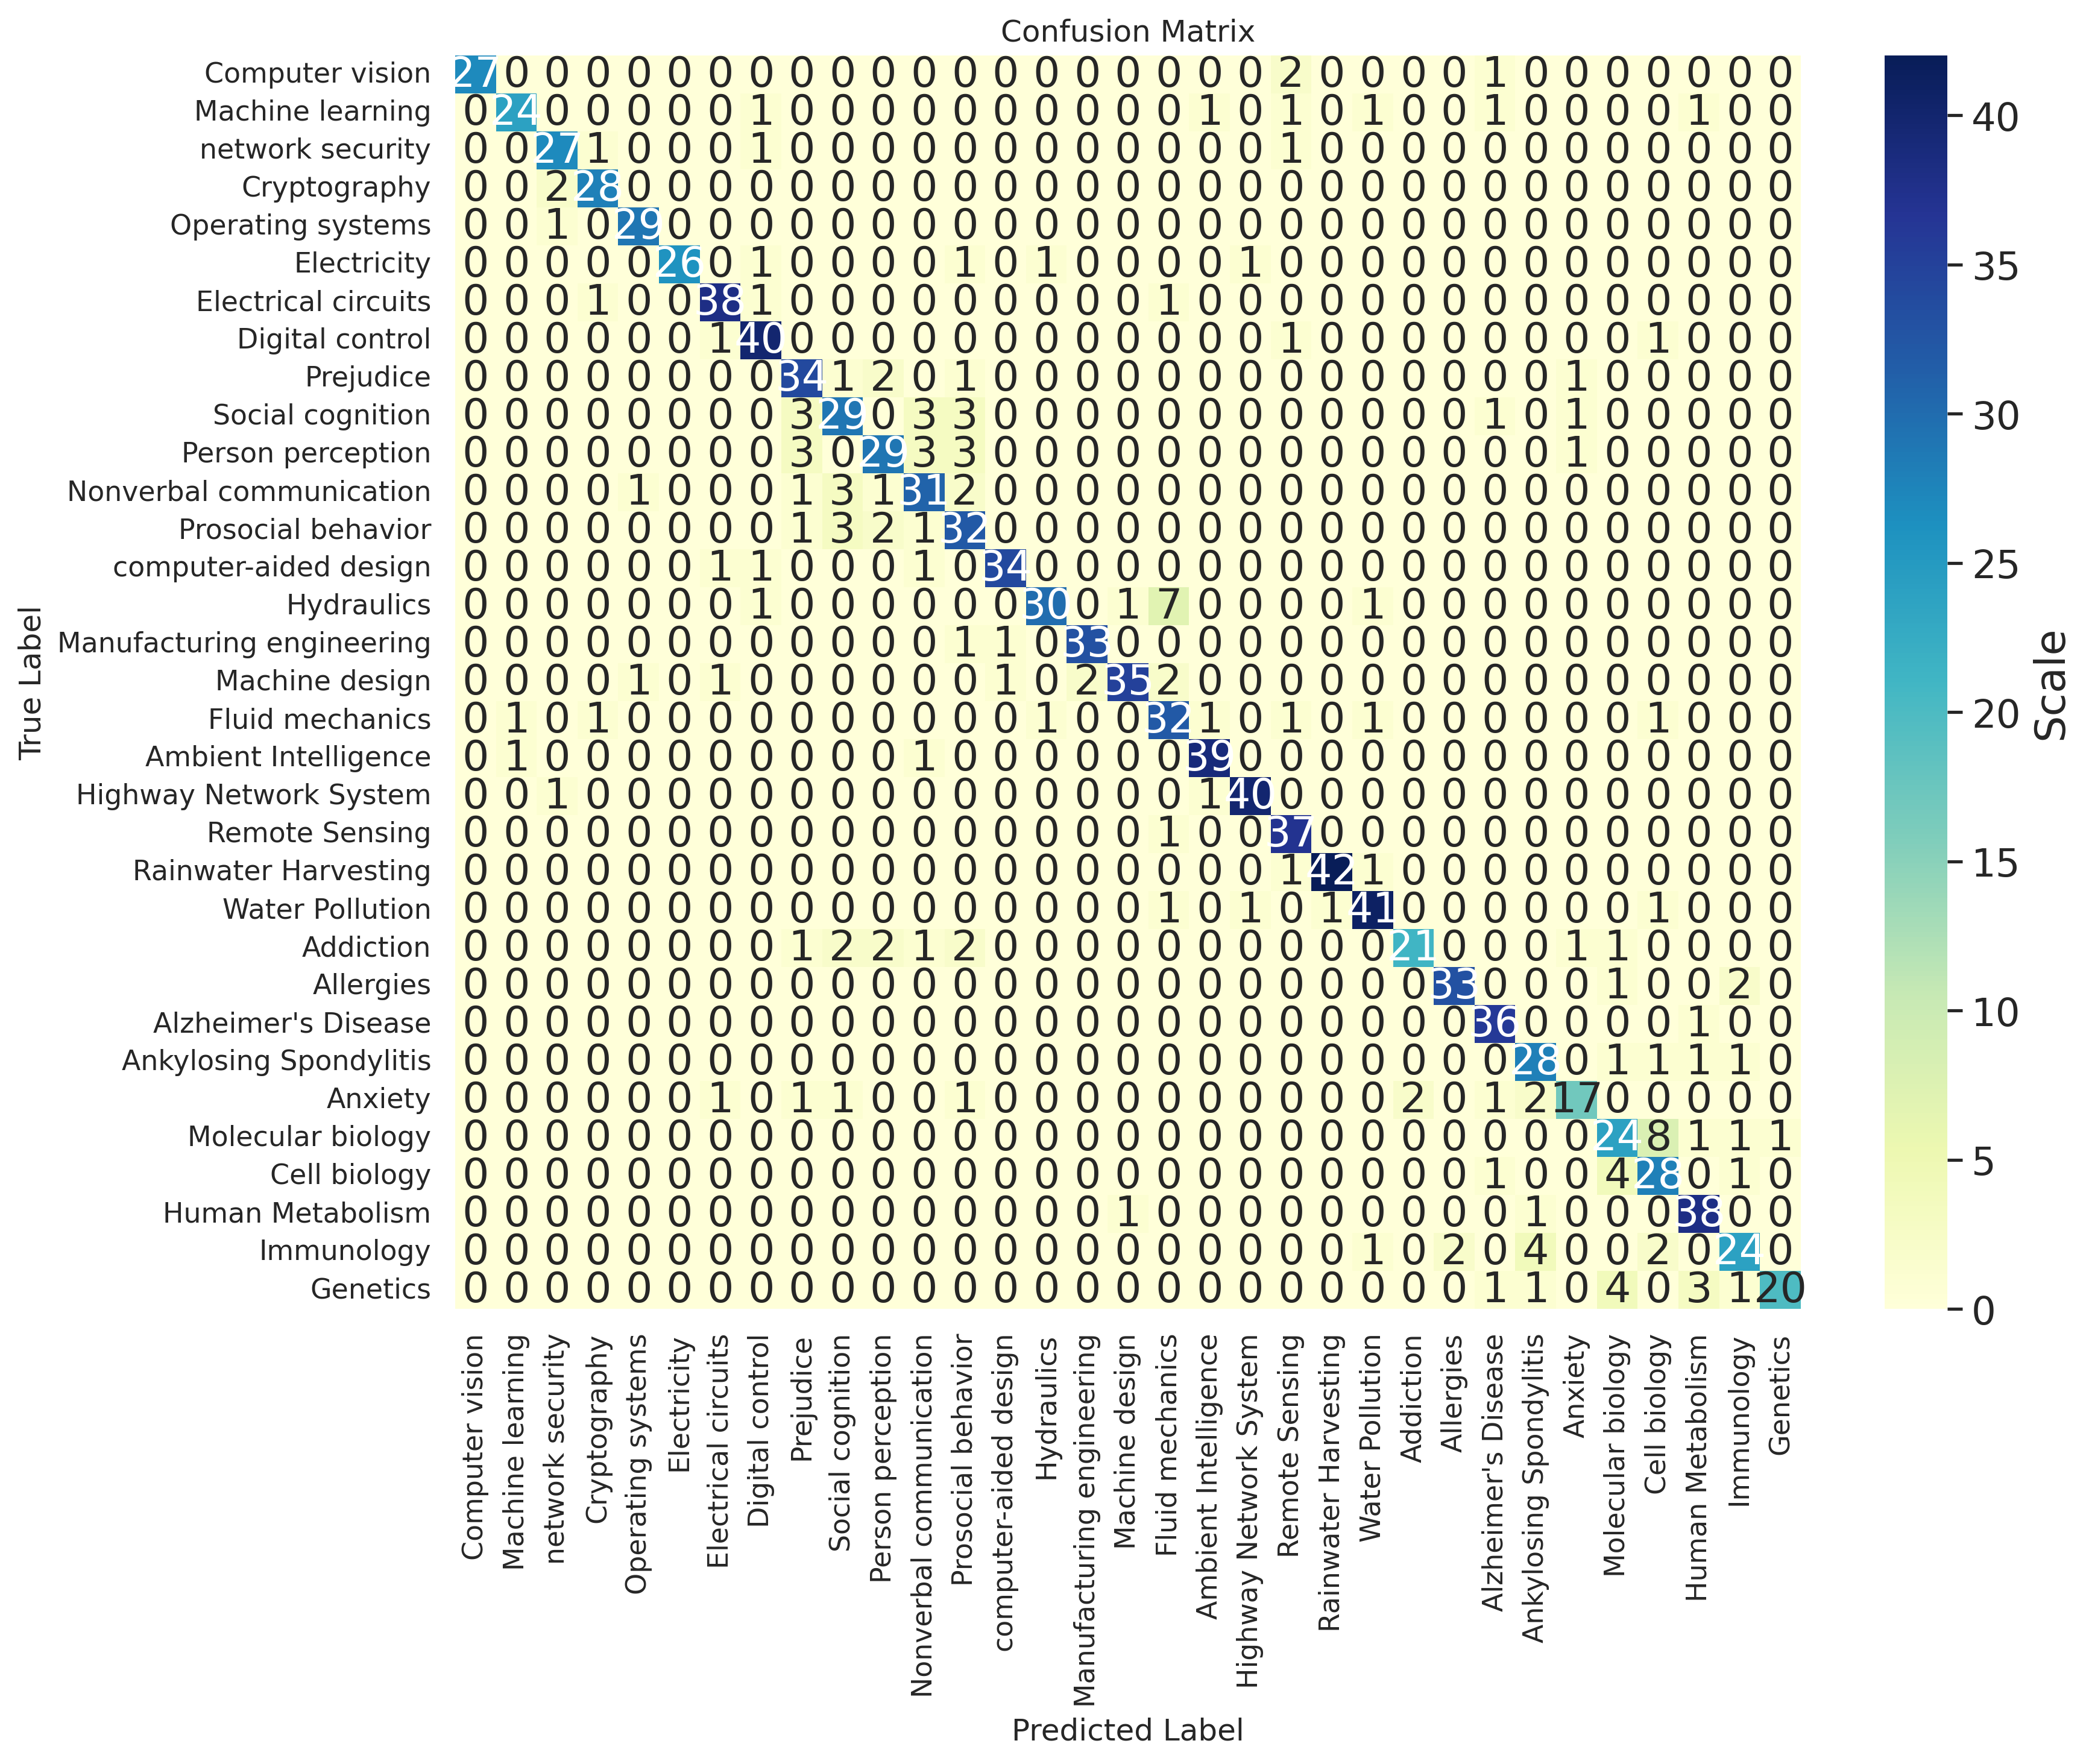 Confusion Matrix
Computer vision 27 0 0 0 0 0 0 0 0 0 0 0 0 0 0 0 0 0 0 0 2 0 0 0 0 1 0 0 0 0 0 0 0
Machine learning 0 24 0 0 0 0 0 1 0 0 0 0 0 0 0 0 0 0 1 0 1 0 1 0 0 1 0 0 0 0 1 0 0
network security 0 0 27 1 0 0 0 1 0 0 0 0 0 0 0 0 0 0 0 0 1 0 0 0 0 0 0 0 0 0 0 0 0
Cryptography 0 0 2 28 0 0 0 0 0 0 0 0 0 0 0 0 0 0 0 0 0 0 0 0 0 0 0 0 0 0 0 0 0
Operating systems 0 0 1 0 29 0 0 0 0 0 0 0 0 0 0 0 0 0 0 0 0 0 0 0 0 0 0 0 0 0 0 0 0
Electricity 0 0 0 0 0 26 0 1 0 0 0 0 1 0 1 0 0 0 0 1 0 0 0 0 0 0 0 0 0 0 0 0 0
Electrical circuits 0 0 0 1 0 0 38 1 0 0 0 0 0 0 0 0 0 1 0 0 0 0 0 0 0 0 0 0 0 0 0 0 0
Digital control 0 0 0 0 0 0 1 40 0 0 0 0 0 0 0 0 0 0 0 0 1 0 0 0 0 0 0 0 0 1 0 0 0
Prejudice 0 0 0 0 0 0 0 0 34 1 2 0 1 0 0 0 0 0 0 0 0 0 0 0 0 0 0 1 0 0 0 0 0
Social cognition 0 0 0 0 0 0 0 0 3 29 0 3 3 0 0 0 0 0 0 0 0 0 0 0 0 1 0 1 0 0 0 0 0
Person perception 0 0 0 0 0 0 0 0 3 0 29 3 3 0 0 0 0 0 0 0 0 0 0 0 0 0 0 1 0 0 0 0 0
Nonverbal communication 0 0 0 0 1 0 0 0 1 3 1 31 2 0 0 0 0 0 0 0 0 0 0 0 0 0 0 0 0 0 0 0 0
Prosocial behavior 0 0 0 0 0 0 0 0 1 3 2 1 32 0 0 0 0 0 0 0 0 0 0 0 0 0 0 0 0 0 0 0 0
computer-aided design 0 0 0 0 0 0 1 1 0 0 0 1 0 34 0 0 0 0 0 0 0 0 0 0 0 0 0 0 0 0 0 0 0
Hydraulics 0 0 0 0 0 0 0 1 0 0 0 0 0 0 30 0 1 7 0 0 0 0 1 0 0 0 0 0 0 0 0 0 0
Manufacturing engineering 0 0 0 0 0 0 0 0 0 0 0 0 1 1 0 33 0 0 0 0 0 0 0 0 0 0 0 0 0 0 0 0 0
Machine design 0 0 0 0 1 0 1 0 0 0 0 0 0 1 0 2 35 2 0 0 0 0 0 0 0 0 0 0 0 0 0 0 0
Fluid mechanics 0 1 0 1 0 0 0 0 0 0 0 0 0 0 1 0 0 32 1 0 1 0 1 0 0 0 0 0 0 1 0 0 0
Ambient Intelligence 0 1 0 0 0 0 0 0 0 0 0 1 0 0 0 0 0 0 39 0 0 0 0 0 0 0 0 0 0 0 0 0 0
Highway Network System 0 0 1 0 0 0 0 0 0 0 0 0 0 0 0 0 0 0 1 40 0 0 0 0 0 0 0 0 0 0 0 0 0
Remote Sensing 0 0 0 0 0 0 0 0 0 0 0 0 0 0 0 0 0 1 0 0 37 0 0 0 0 0 0 0 0 0 0 0 0
Rainwater Harvesting 0 0 0 0 0 0 0 0 0 0 0 0 0 0 0 0 0 0 0 0 1 42 1 0 0 0 0 0 0 0 0 0 0
Water Pollution 0 0 0 0 0 0 0 0 0 0 0 0 0 0 0 0 0 1 0 1 0 1 41 0 0 0 0 0 0 1 0 0 0
Addiction 0 0 0 0 0 0 0 0 1 2 2 1 2 0 0 0 0 0 0 0 0 0 0 21 0 0 0 1 1 0 0 0 0
Allergies 0 0 0 0 0 0 0 0 0 0 0 0 0 0 0 0 0 0 0 0 0 0 0 0 33 0 0 0 1 0 0 2 0
Alzheimer's Disease 0 0 0 0 0 0 0 0 0 0 0 0 0 0 0 0 0 0 0 0 0 0 0 0 0 36 0 0 0 0 1 0 0
Ankylosing Spondylitis 0 0 0 0 0 0 0 0 0 0 0 0 0 0 0 0 0 0 0 0 0 0 0 0 0 0 28 0 1 1 1 1 0
Anxiety 0 0 0 0 0 0 1 0 1 1 0 0 1 0 0 0 0 0 0 0 0 0 0 2 0 1 2 17 0 0 0 0 0
Molecular biology 0 0 0 0 0 0 0 0 0 0 0 0 0 0 0 0 0 0 0 0 0 0 0 0 0 0 0 0 24 8 1 1 1
Cell biology 0 0 0 0 0 0 0 0 0 0 0 0 0 0 0 0 0 0 0 0 0 0 0 0 0 1 0 0 4 28 0 1 0
Human Metabolism 0 0 0 0 0 0 0 0 0 0 0 0 0 0 0 0 1 0 0 0 0 0 0 0 0 0 1 0 0 0 38 0 0
Immunology 0 0 0 0 0 0 0 0 0 0 0 0 0 0 0 0 0 0 0 0 0 0 1 0 2 0 4 0 0 2 0 24 0
Genetics 0 0 0 0 0 0 0 0 0 0 0 0 0 0 0 0 0 0 0 0 0 0 0 0 0 1 1 0 4 0 3 1 20
True Label
Computer vision
Machine learning
network security
Cryptography
Operating systems
Electricity
Electrical circuits
Digital control
Prejudice
Social cognition
Person perception
Nonverbal communication
Prosocial behavior
computer-aided design
Hydraulics
Manufacturing engineering
Machine design
Fluid mechanics
Ambient Intelligence
Highway Network System
Remote Sensing
Rainwater Harvesting
Water Pollution
Addiction
Allergies
Alzheimer's Disease
Ankylosing Spondylitis
Anxiety
Molecular biology
Cell biology
Human Metabolism
Immunology
Genetics
Predicted Label
40
35
30
25
20
15
10
5
0
Scale